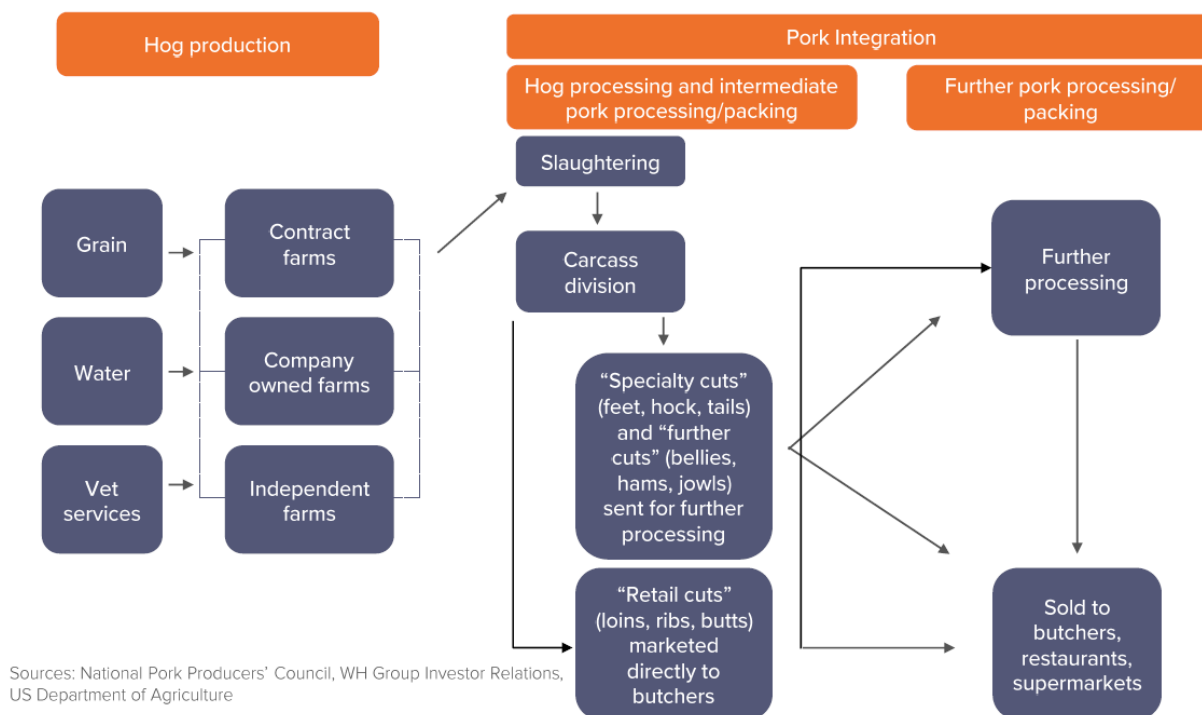 Hog production
Pork Integration
Hog processing and intermediate
pork processing/packing
Further pork processing/
packing
Slaughtering
Grain
Contract
farms
Carcass
division
Further
processing
Water
Company
owned farms
“Specialty cuts”
(feet, hock, tails)
and “further
cuts” (bellies,
hams, jowls)
sent for further
processing
Vet
services
Independent
farms
“Retail cuts”
(loins, ribs, butts)
marketed
directly to
butchers
Sold to
butchers,
restaurants,
supermarkets
Sources: National Pork Producers’ Council, WH Group Investor Relations,
US Department of Agriculture